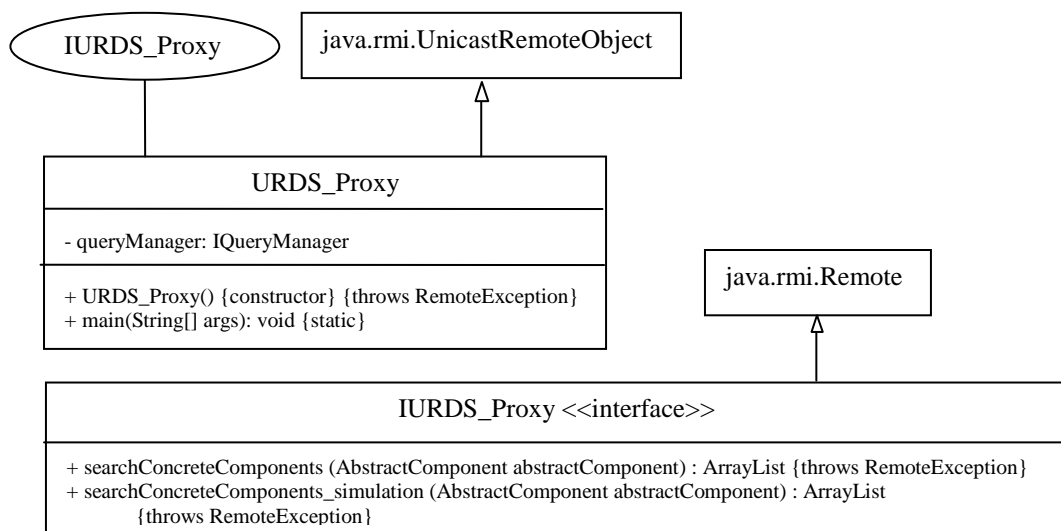 IURDS_Proxy
java.rmi.UnicastRemoteObject
URDS_Proxy
- queryManager: IQueryManager
+ URDS_Proxy() {constructor} {throws RemoteException}
+ main(String[] args): void {static}
java.rmi.Remote
IURDS_Proxy <<interface>>
+ searchConcreteComponents (AbstractComponent abstractComponent) : ArrayList {throws RemoteException}
+ searchConcreteComponents_simulation (AbstractComponent abstractComponent) : ArrayList
{throws RemoteException}